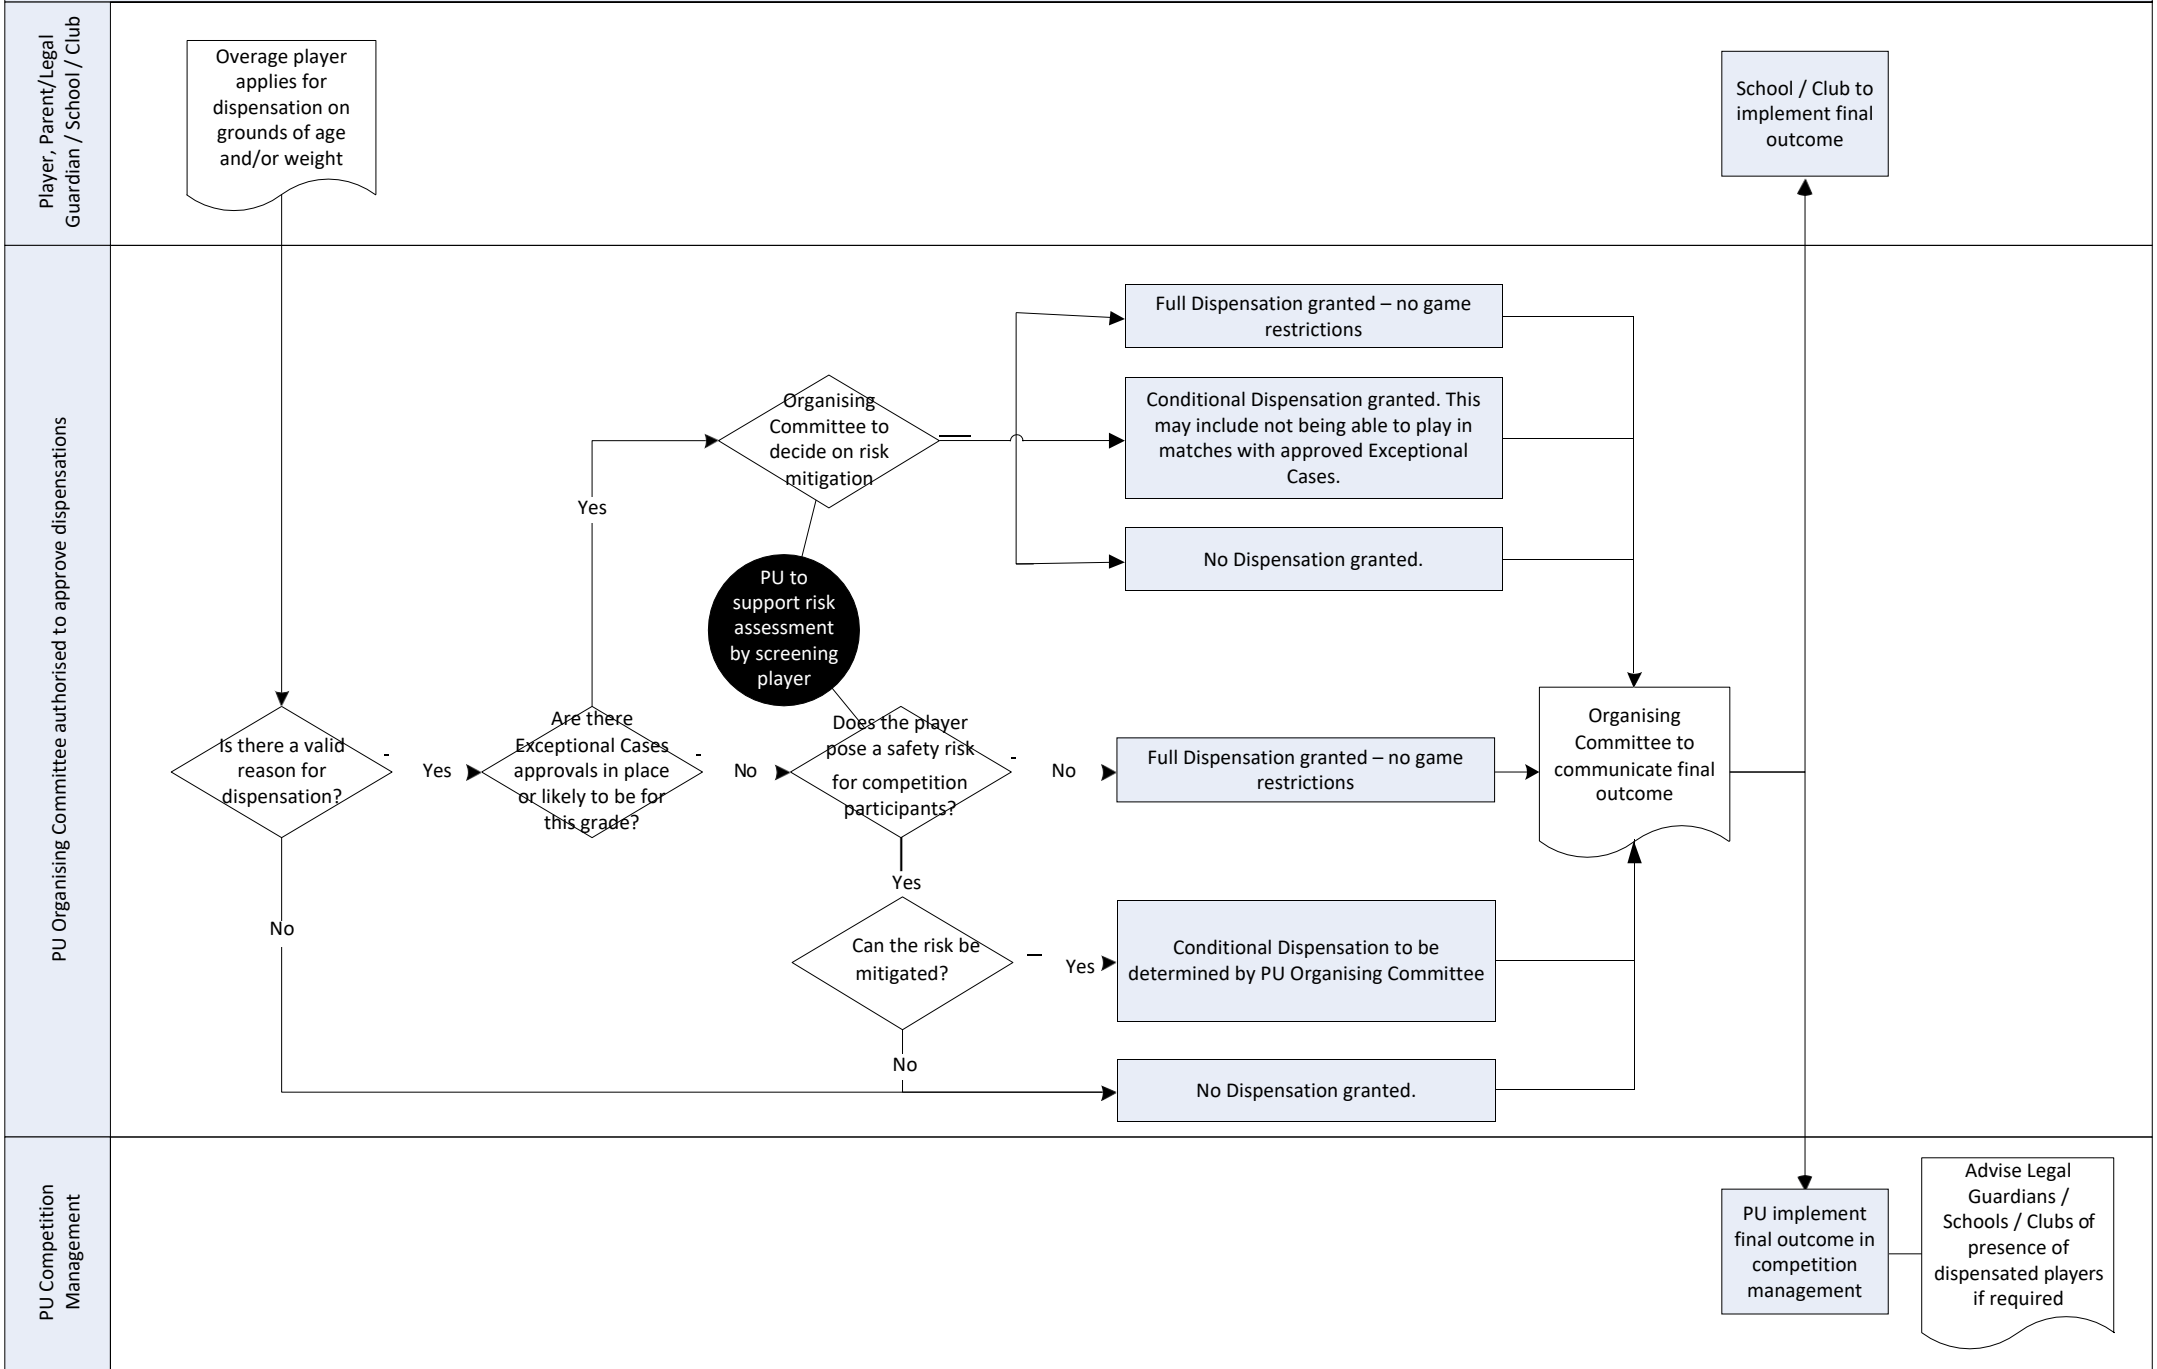 Player, Parent/Legal
Guardian / School / Club
Overage player
applies for
dispensation on
grounds of age
and/or weight
School / Club to
implement final
outcome
PU Organising Committee authorised to approve dispensations
Is there a valid
reason for
dispensation?
Yes
No
Are there
Exceptional Cases
approvals in place
or likely to be for
this grade?
Yes
No
Organising
Committee to
decide on risk
mitigation
PU to
support risk
assessment
by screening
player
Does the player
pose a safety risk
for competition
participants?
No
Yes
Can the risk be
mitigated?
Yes
No
Full Dispensation granted – no game
restrictions
Conditional Dispensation granted. This
may include not being able to play in
matches with approved Exceptional
Cases.
No Dispensation granted.
Full Dispensation granted – no game
restrictions
Conditional Dispensation to be
determined by PU Organising Committee
No Dispensation granted.
Organising
Committee to
communicate final
outcome
PU Competition
Management
PU implement
final outcome in
competition
management
Advise Legal
Guardians /
Schools / Clubs of
presence of
dispensated players
if required